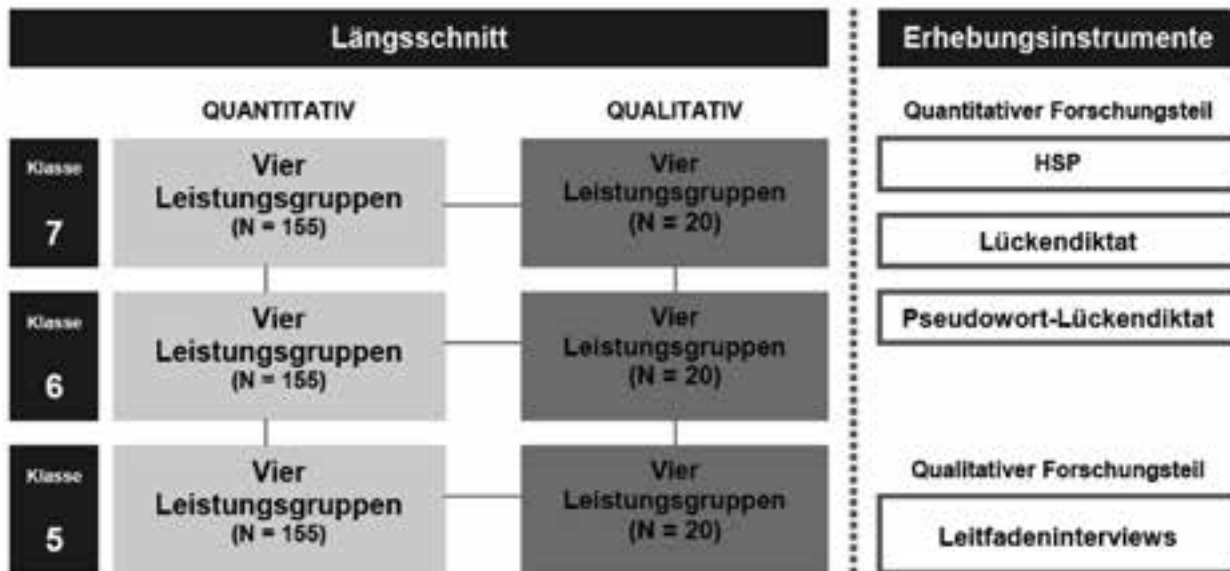 Längsschnitt
QUANTITATIV
QUALITATIV
Klasse
7
Vier
Leistungsgruppen
(N = 155)
Vier
Leistungsgruppen
(N = 20)
Klasse
6
Vier
Leistungsgruppen
(N = 155)
Vier
Leistungsgruppen
(N = 20)
Klasse
5
Vier
Leistungsgruppen
(N = 155)
Vier
Leistungsgruppen
(N = 20)
Erhebungsinstrumente
Quantitativer Forschungsteil
HSP
Lückendiktat
Pseudowort-Lückendiktat
Qualitativer Forschungsteil
Leitfadeninterviews